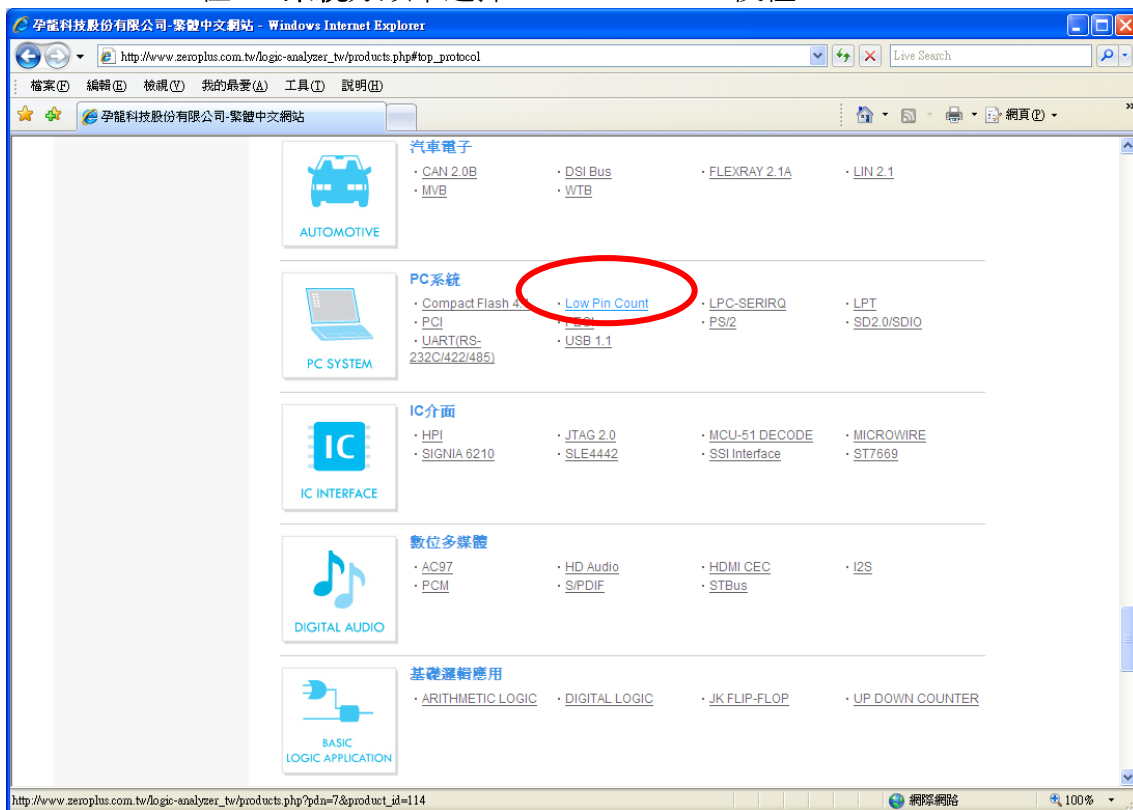 孕龍科技股份有限公司-繁體中文網站 - Windows Internet Explorer
http://www.zeroplus.com.tw/logic-analyzer_tw/products.php#top_protocol
Live Search
檔案(F) 編輯(E) 檢視(V) 我的最愛(A) 工具(T) 說明(H)
孕龍科技股份有限公司-繁體中文網站
網頁(P)
汽車電子
· CAN 2.0B · DSI Bus · FLEXRAY 2.1A · LIN 2.1
· MVB · WTB
AUTOMOTIVE
PC系統
· Compact Flash · Low Pin Count · LPC-SERIRQ · LPT
· PCI · PS/2 · SD2.0/SDIO
· UART(RS- · USB 1.1
232C/422/485)
PC SYSTEM
IC介面
· HPI · JTAG 2.0 · MCU-51 DECODE · MICROWIRE
· SIGNIA 6210 · SLE4442 · SSI Interface · ST7669
IC
IC INTERFACE
數位多媒體
· AC97 · HD Audio · HDMI CEC · I2S
· PCM · S/PDIF · STBus
DIGITAL AUDIO
基礎邏輯應用
· ARITHMETIC LOGIC · DIGITAL LOGIC · JK FLIP-FLOP · UP DOWN COUNTER
BASIC
LOGIC APPLICATION
http://www.zeroplus.com.tw/logic-analyzer_tw/products.php?pdn=7&product_id=114
網際網路
100%